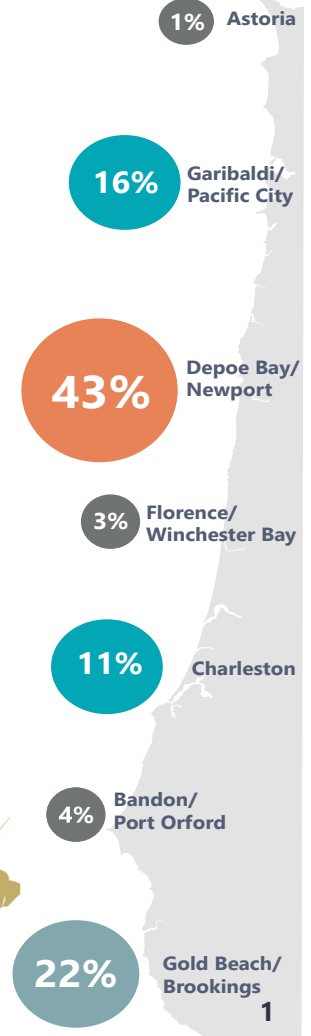 1%
Astoria
16%
Garibaldi/
Pacific City
43%
Depoe Bay/
Newport
3%
Florence/
Winchester Bay
11%
Charleston
4%
Bandon/
Port Orford
22%
Gold Beach/
Brookings
1